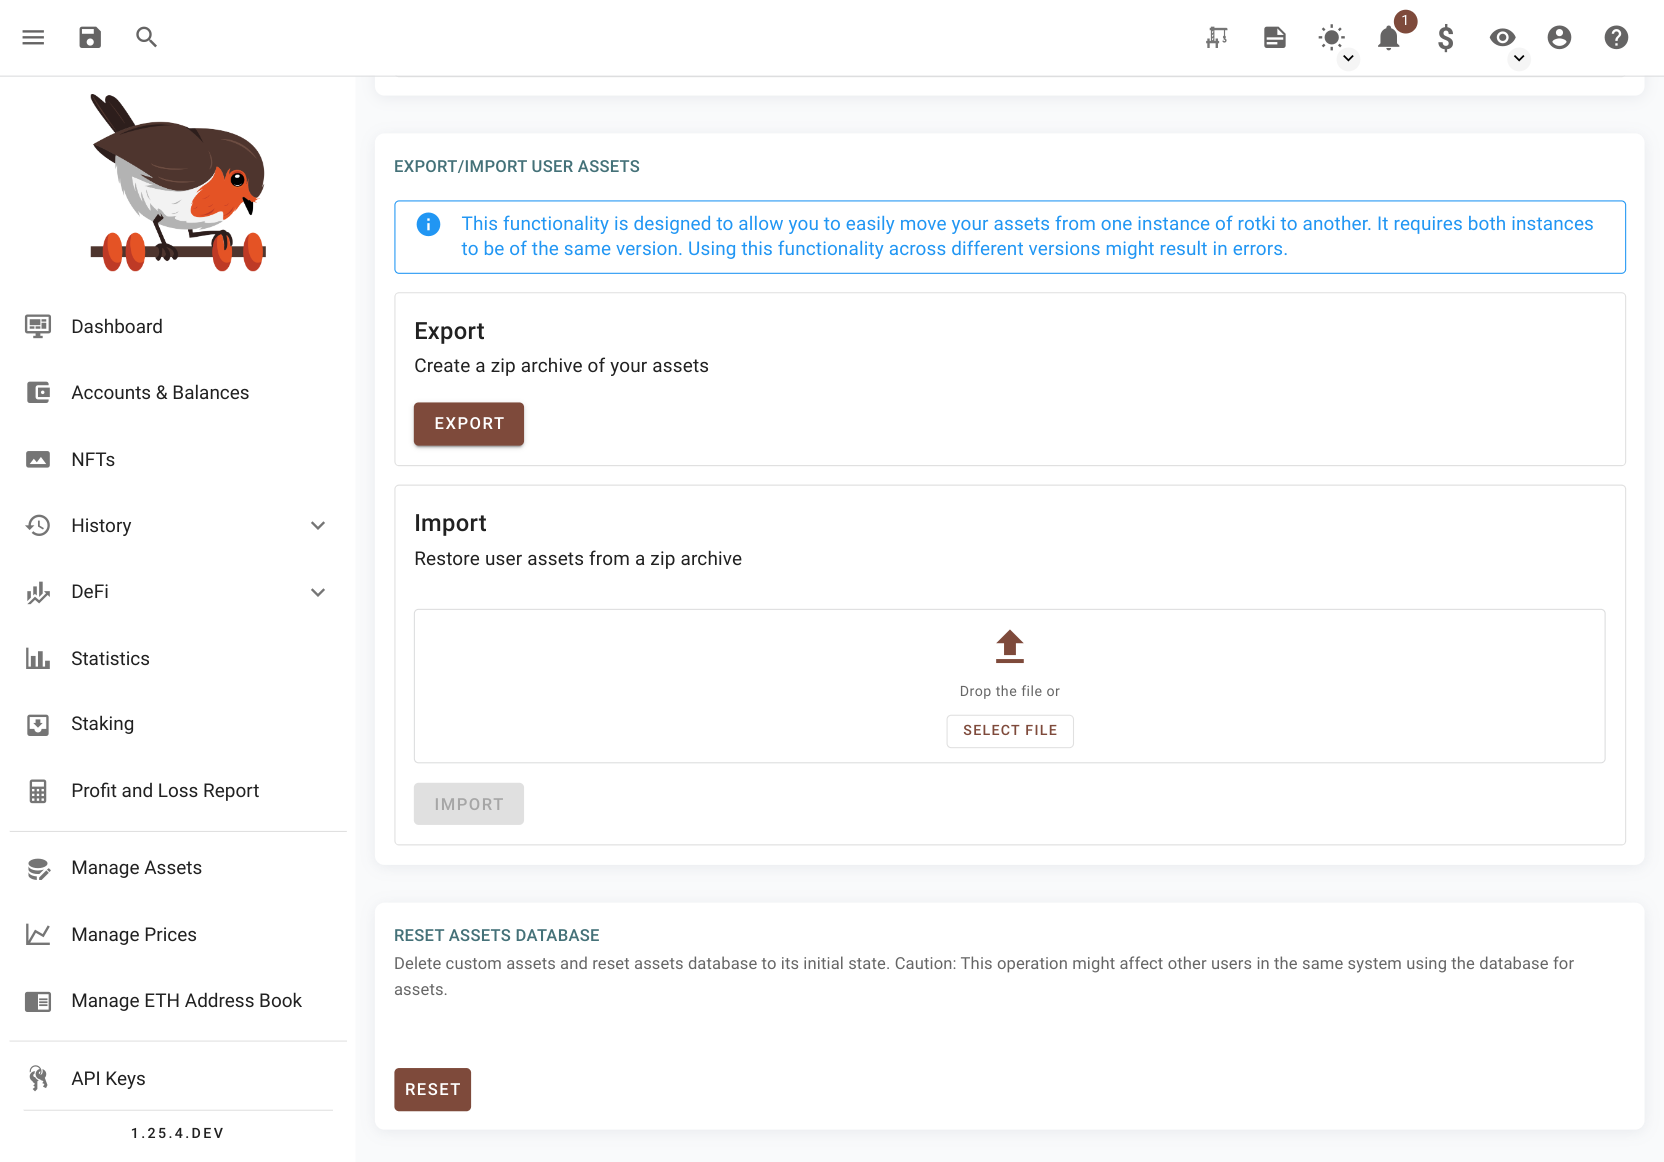 1
Dashboard
Accounts & Balances
NFTs
History
DeFi
Statistics
Staking
Profit and Loss Report
Manage Assets
Manage Prices
Manage ETH Address Book
API Keys
1.25.4.DEV
EXPORT/IMPORT USER ASSETS
This functionality is designed to allow you to easily move your assets from one instance of rotki to another. It requires both instances
to be of the same version. Using this functionality across different versions might result in errors.
Export
Create a zip archive of your assets
EXPORT
Import
Restore user assets from a zip archive
Drop the file or
SELECT FILE
IMPORT
RESET ASSETS DATABASE
Delete custom assets and reset assets database to its initial state. Caution: This operation might affect other users in the same system using the database for
assets.
RESET